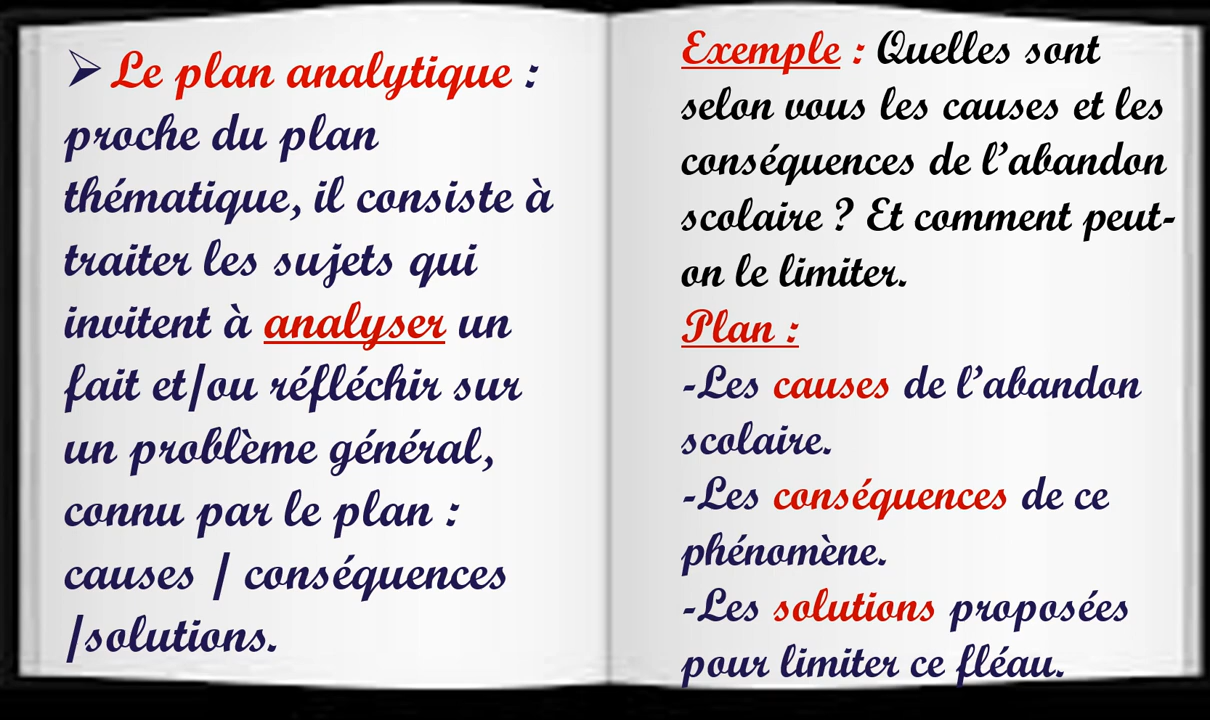 ➢ Le plan analytique :
proche du plan
thématique, il consiste à
traiter les sujets qui
invitent à analyser un
fait et/ou réfléchir sur
un problème général,
connu par le plan :
causes / conséquences
/solutions.
Exemple : Quelles sont
selon vous les causes et les
conséquences de l’abandon
scolaire ? Et comment peut-
on le limiter.
Plan :
-Les causes de l’abandon
scolaire.
-Les conséquences de ce
phénomène.
-Les solutions proposées
pour limiter ce fléau.